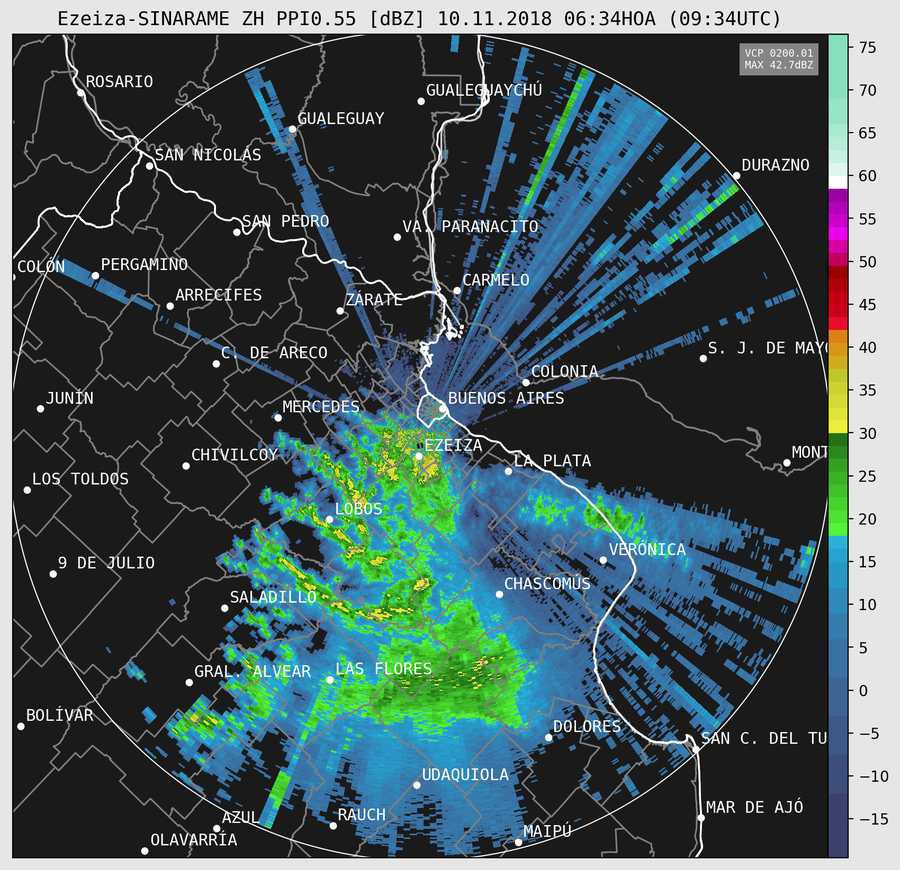 Ezeiza-SINARAME ZH PPI0.55 [dBZ] 10.11.2018 06:34HOA (09:34UTC)
VCP 0200.01
MAX 42.7dBZ
ROSARIO
GUALEGUAYCHÚ
GUALEGUAY
SAN NICOLÁS
DURAZNO
SAN PEDRO
VA. PARANACITO
COLÓN
PERGAMINO
CARMELO
ARRECIFES
ZÁRATE
C. DE ARECO
S. J. DE MAYO
COLONIA
JUNÍN
MERCEDES
BUENOS AIRES
EZEIZA
CHIVILCOY
LA PLATA
MONT
LOS TOLDOS
LOBOS
9 DE JULIO
VERÓNICA
CHASCOMÚS
SALADILLO
GRAL. ALVEAR
LAS FLORES
BOLÍVAR
DOLORES
SAN C. DEL TU
UDAQUIOLA
MAR DE AJÓ
AZUL
RAUCH
MAIPÚ
OLAVARRÍA
75
70
65
60
55
50
45
40
35
30
25
20
15
10
5
0
−5
−10
−15